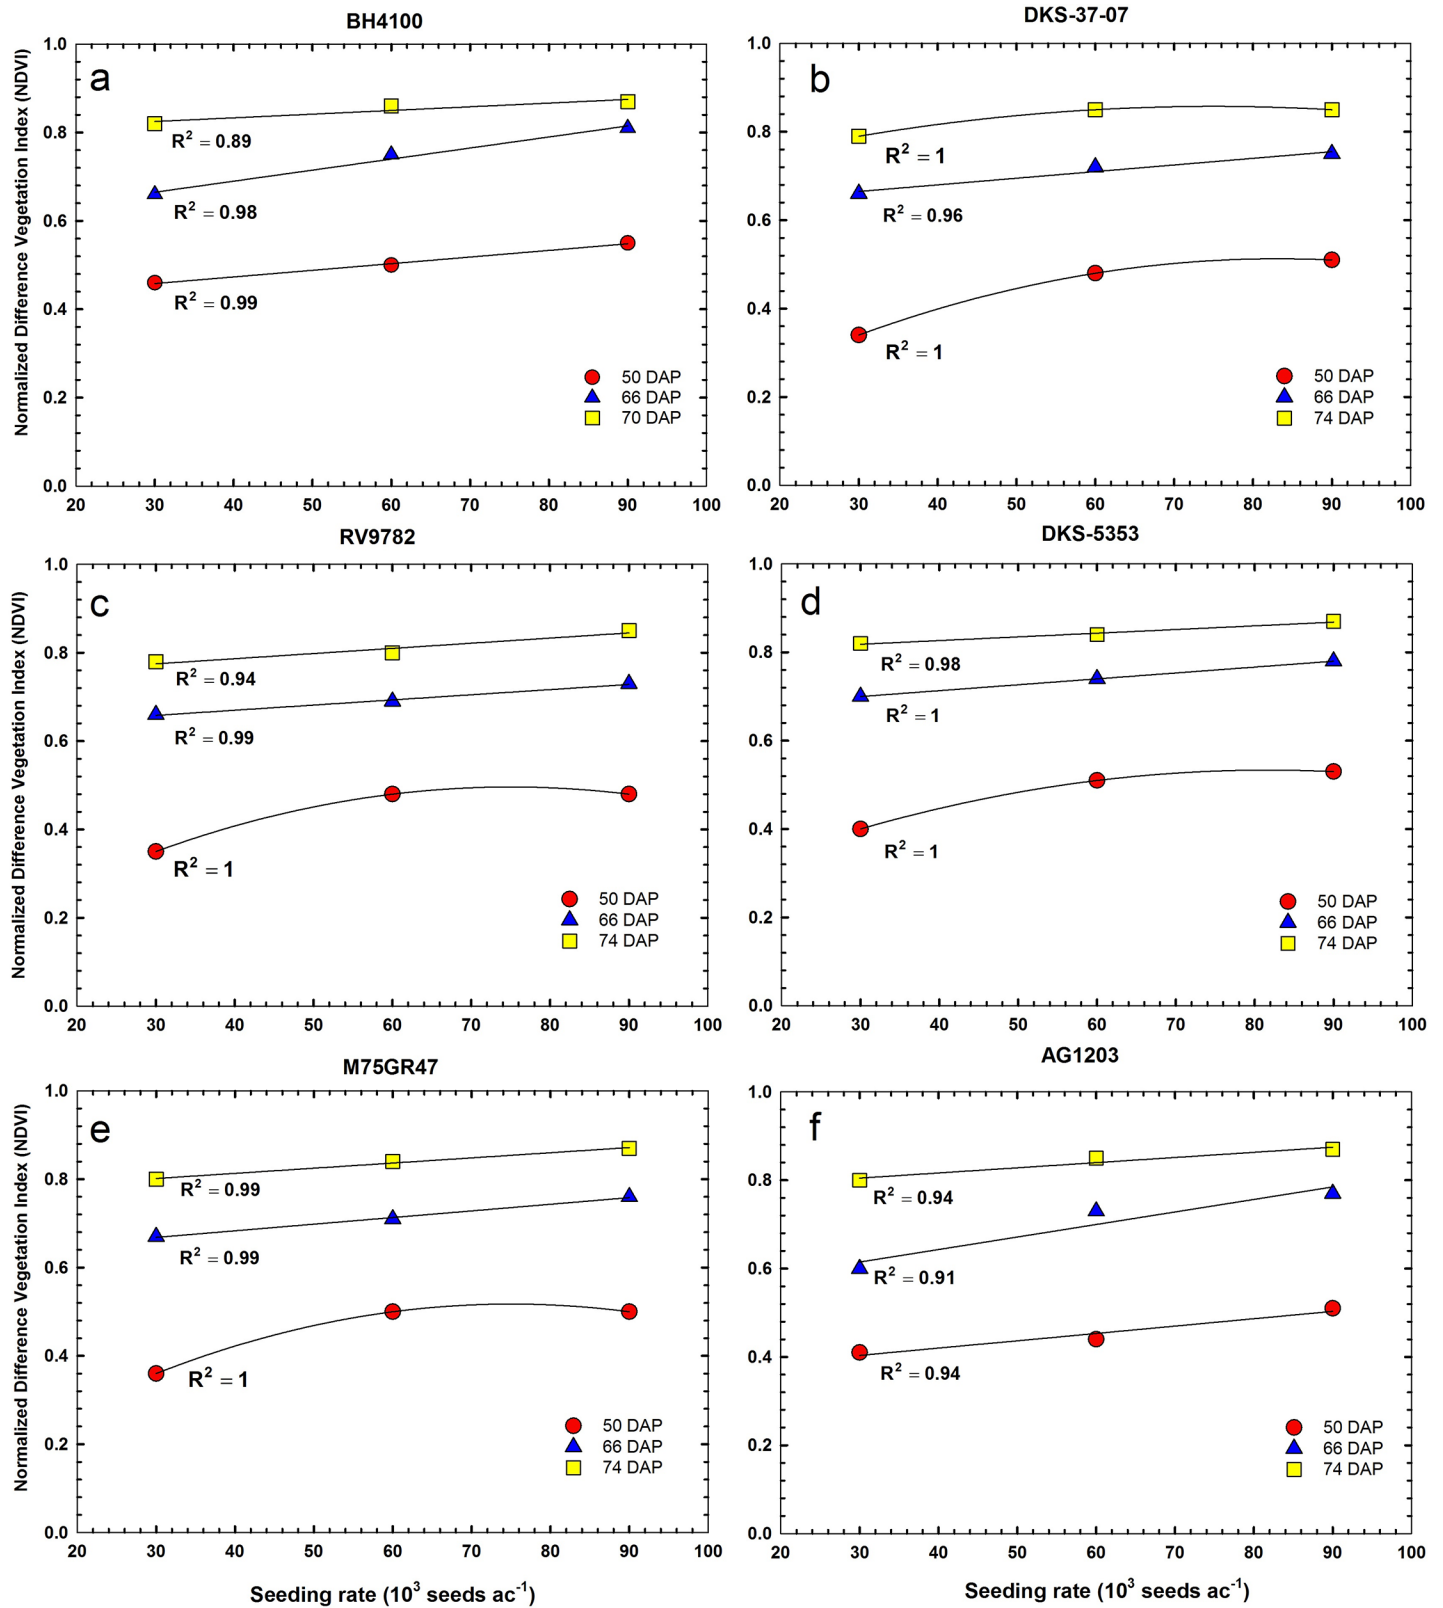 BH4100
a
Normalized Difference Vegetation Index (NDVI)
1.0
0.8
0.6
0.4
0.2
0.0
R² = 0.89
R² = 0.98
R² = 0.99
50 DAP
66 DAP
70 DAP
20 30 40 50 60 70 80 90 100
DKS-37-07
b
1.0
0.8
0.6
0.4
0.2
0.0
R² = 1
R² = 0.96
R² = 1
50 DAP
66 DAP
74 DAP
20 30 40 50 60 70 80 90 100
RV9782
c
Normalized Difference Vegetation Index (NDVI)
1.0
0.8
0.6
0.4
0.2
0.0
R² = 0.94
R² = 0.99
R² = 1
50 DAP
66 DAP
74 DAP
20 30 40 50 60 70 80 90 100
DKS-5353
d
1.0
0.8
0.6
0.4
0.2
0.0
R² = 0.98
R² = 1
R² = 1
50 DAP
66 DAP
74 DAP
20 30 40 50 60 70 80 90 100
M75GR47
e
Normalized Difference Vegetation Index (NDVI)
1.0
0.8
0.6
0.4
0.2
0.0
R² = 0.99
R² = 0.99
R² = 1
50 DAP
66 DAP
74 DAP
20 30 40 50 60 70 80 90 100
Seeding rate (10³ seeds ac⁻¹)
AG1203
f
1.0
0.8
0.6
0.4
0.2
0.0
R² = 0.94
R² = 0.91
R² = 0.94
50 DAP
66 DAP
74 DAP
20 30 40 50 60 70 80 90 100
Seeding rate (10³ seeds ac⁻¹)